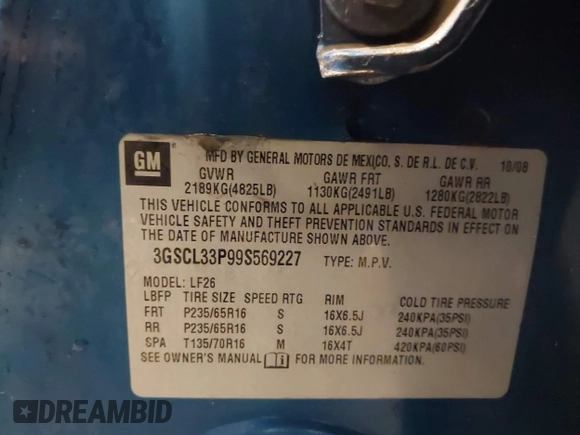 GM
MFD BY GENERAL MOTORS DE MEXICO, S. DE R.L. DE C.V. 10/08
GVWR GAWR FRT GAWR RR
2189KG(4825LB) 1130KG(2491LB) 1280KG(2822LB)
THIS VEHICLE CONFORMS TO ALL APPLICABLE U.S. FEDERAL MOTOR
VEHICLE SAFETY AND THEFT PREVENTION STANDARDS IN EFFECT ON
THE DATE OF MANUFACTURE SHOWN ABOVE.
3GSCL33P99S569227 TYPE: M.P.V.
MODEL: LF26
LBFP TIRE SIZE SPEED RTG RIM COLD TIRE PRESSURE
FRT P235/65R16 S 16X6.5J 240KPA(35PSI)
RR P235/65R16 S 16X6.5J 240KPA(35PSI)
SPA T135/70R16 M 16X4T 420KPA(60PSI)
SEE OWNER'S MANUAL FOR MORE INFORMATION.
DREAMBID